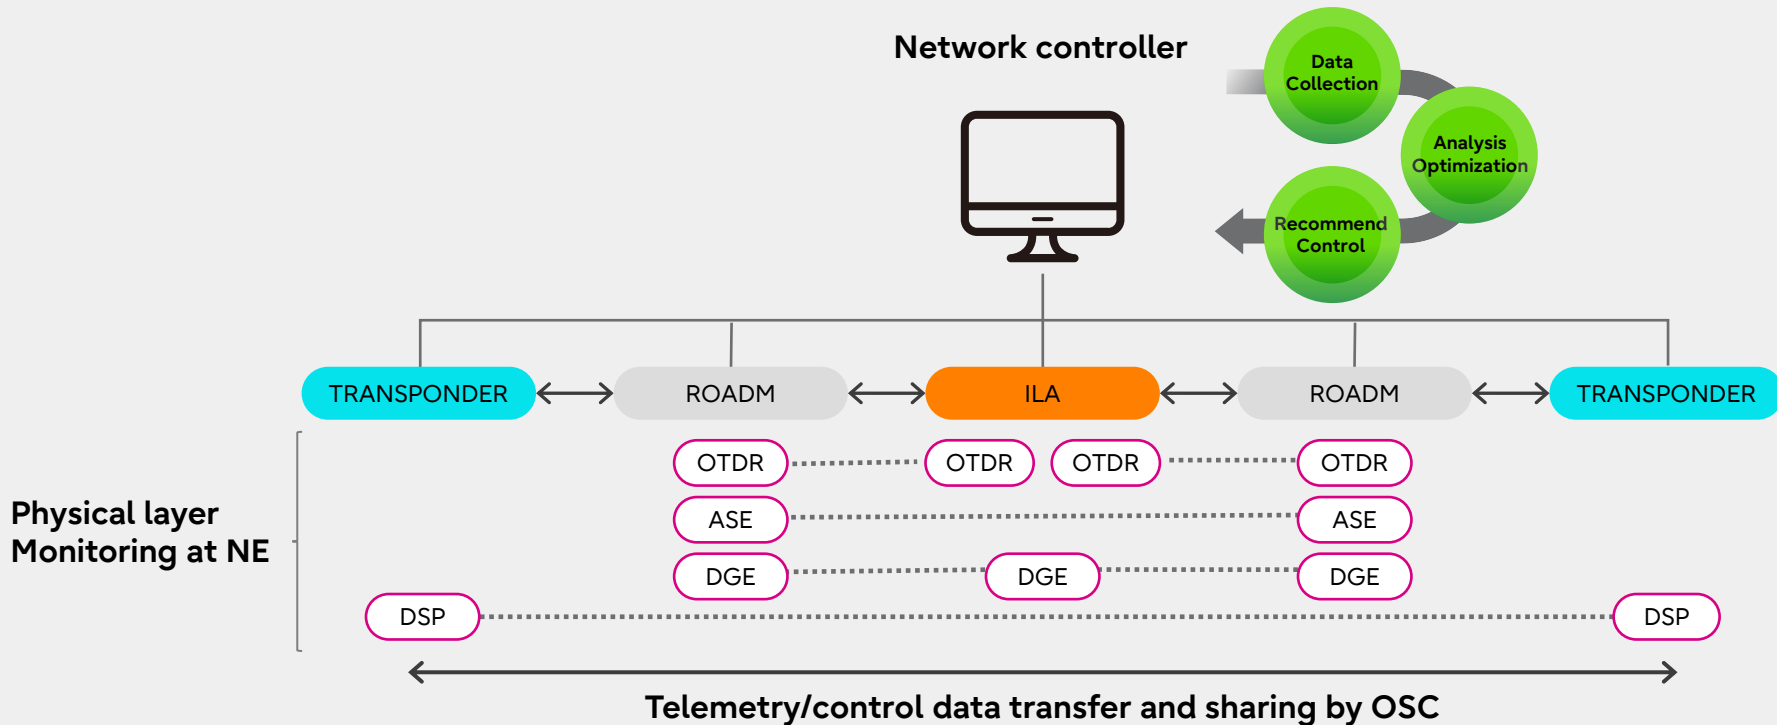 Network controller
Data
Collection
Analysis
Optimization
Recommend
Control
TRANSPONDER
ROADM
ILA
ROADM
TRANSPONDER
Physical layer
Monitoring at NE
OTDR
OTDR
OTDR
OTDR
ASE
ASE
DGE
DGE
DGE
DSP
DSP
Telemetry/control data transfer and sharing by OSC